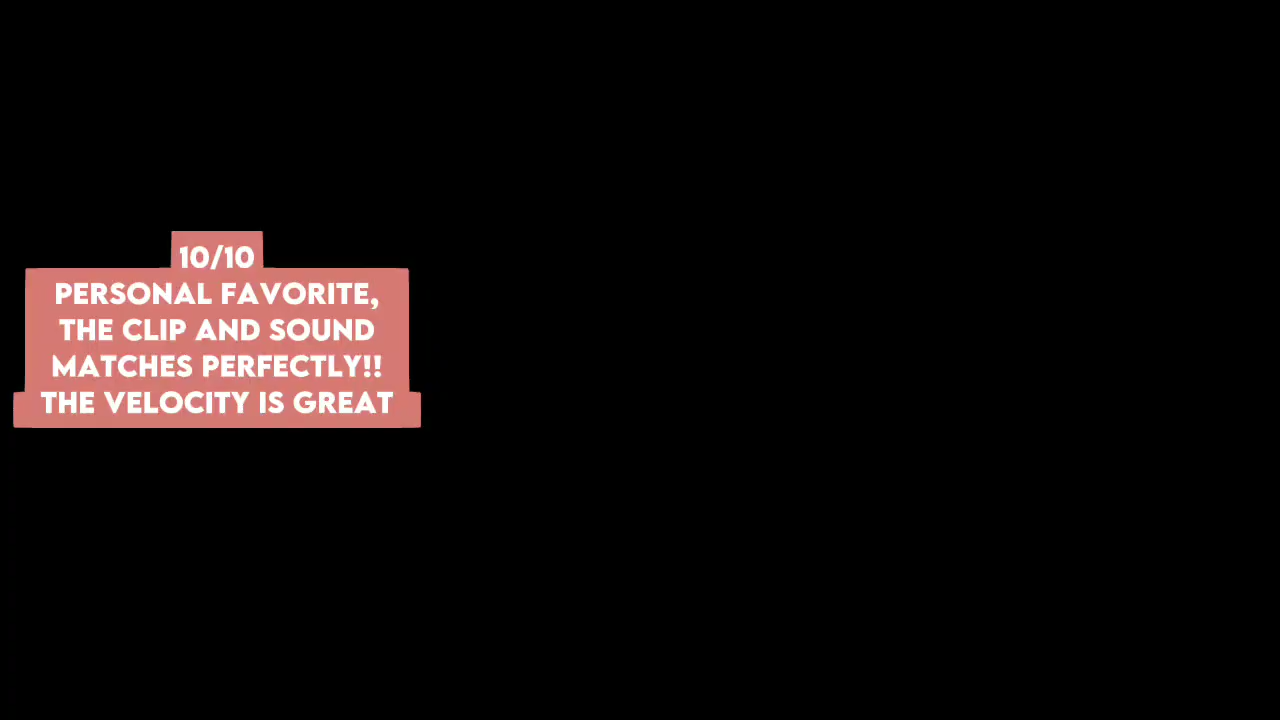 10/10
PERSONAL FAVORITE,
THE CLIP AND SOUND
MATCHES PERFECTLY!!
THE VELOCITY IS GREAT